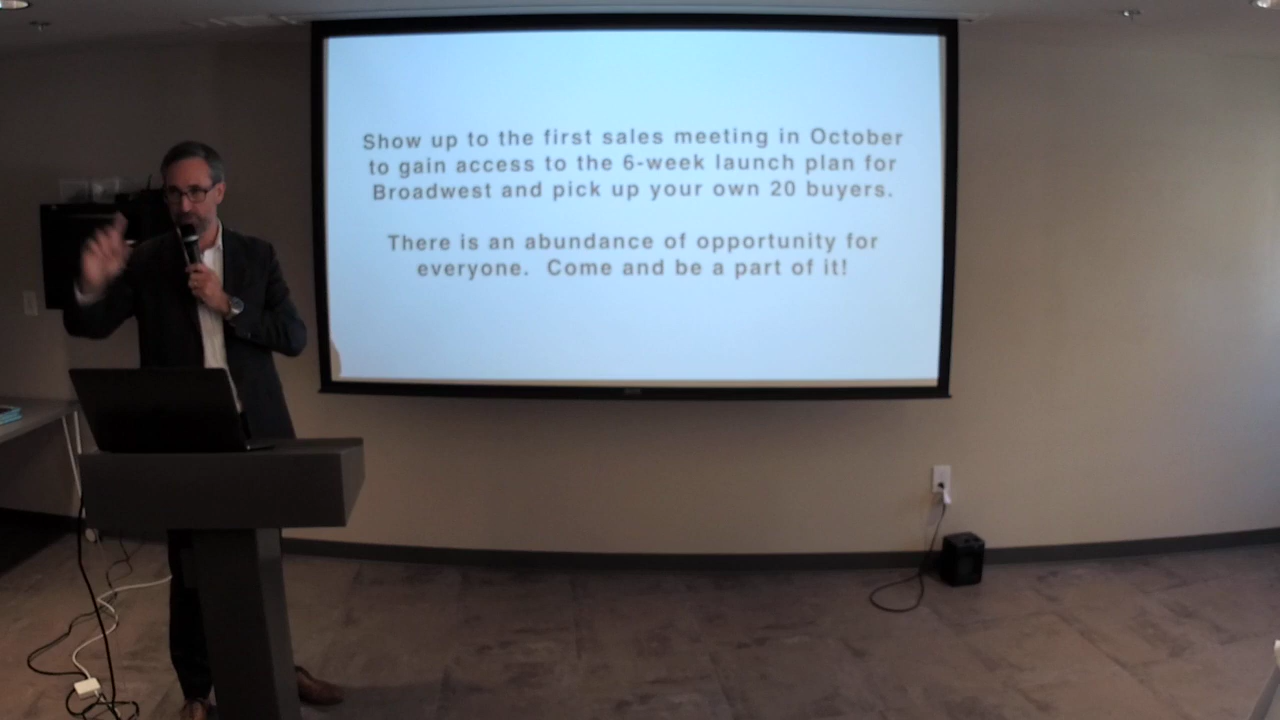 Show up to the first sales meeting in October
to gain access to the 6-week launch plan for
Broadwest and pick up your own 20 buyers.
There is an abundance of opportunity for
everyone.  Come and be a part of it!